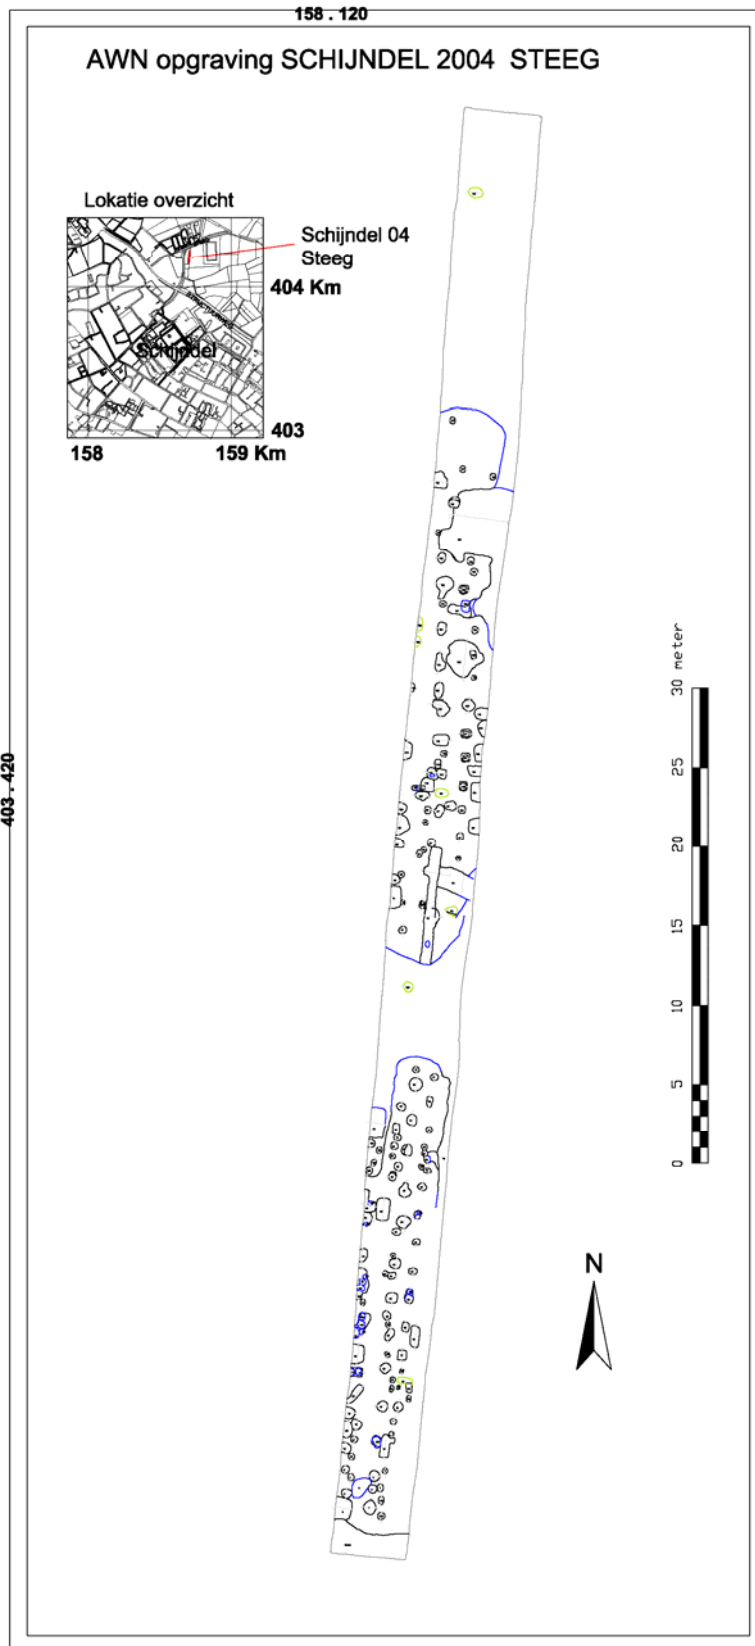 158 . 120
AWN opgraving SCHIJNDEL 2004 STEEG
Lokatie overzicht
Schijndel 04
Steeg
404 Km
Schijndel
403
158
159 Km
403 . 420
30 meter
25
20
15
10
5
0
N